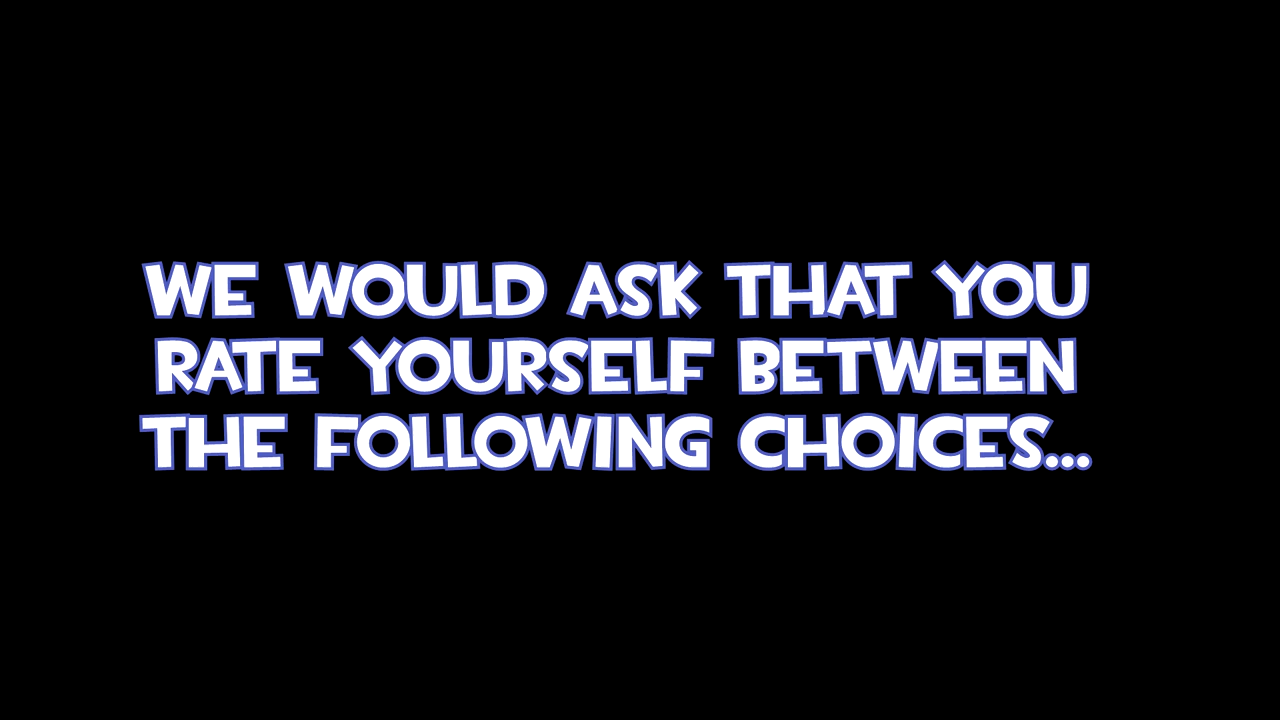 WE WOULD ASK THAT YOU
RATE YOURSELF BETWEEN
THE FOLLOWING CHOICES...